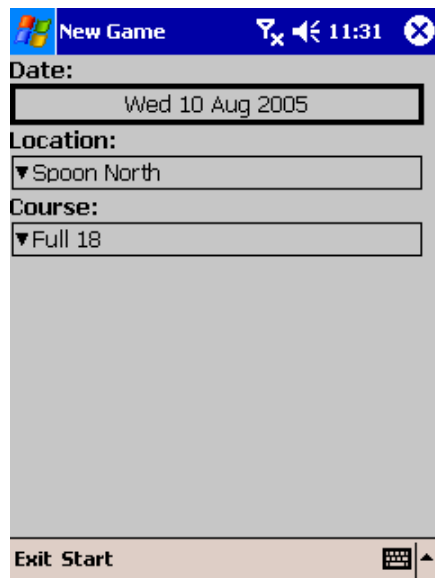 New Game 11:31
Date:
Wed 10 Aug 2005
Location:
Spoon North
Course:
Full 18
Exit Start